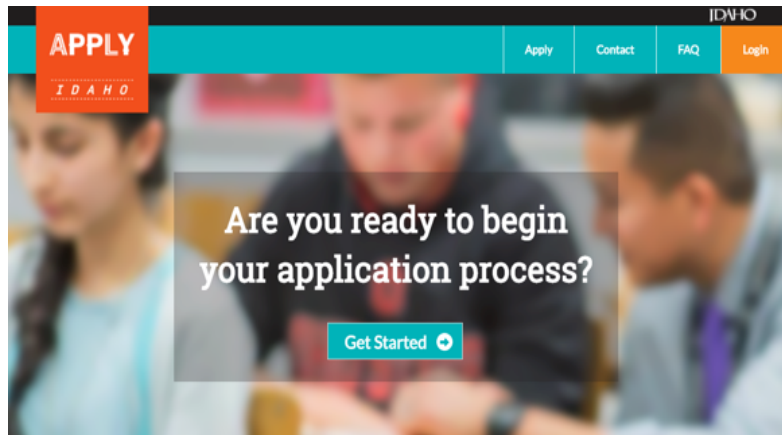 IDAHO
APPLY
IDAHO
Apply Contact FAQ Login
Are you ready to begin
your application process?
Get Started